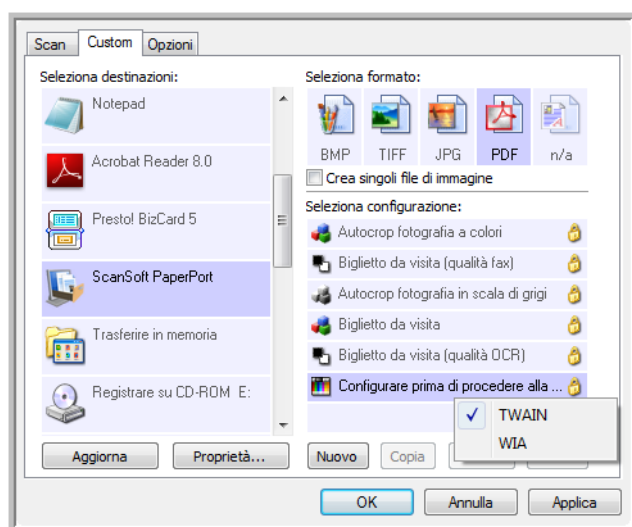 Scan Custom Opzioni
Seleziona destinazioni:
Notepad
Acrobat Reader 8.0
Presto! BizCard 5
ScanSoft PaperPort
Trasferire in memoria
Registrare su CD-ROM E:
Aggiorna Proprietà...
Seleziona formato:
BMP TIFF JPG PDF n/a
Crea singoli file di immagine
Seleziona configurazione:
Autocrop fotografia a colori
Biglietto da visita (qualità fax)
Autocrop fotografia in scala di grigi
Biglietto da visita
Biglietto da visita (qualità OCR)
Configurare prima di procedere alla ...
TWAIN
WIA
Nuovo Copia
OK Annulla Applica